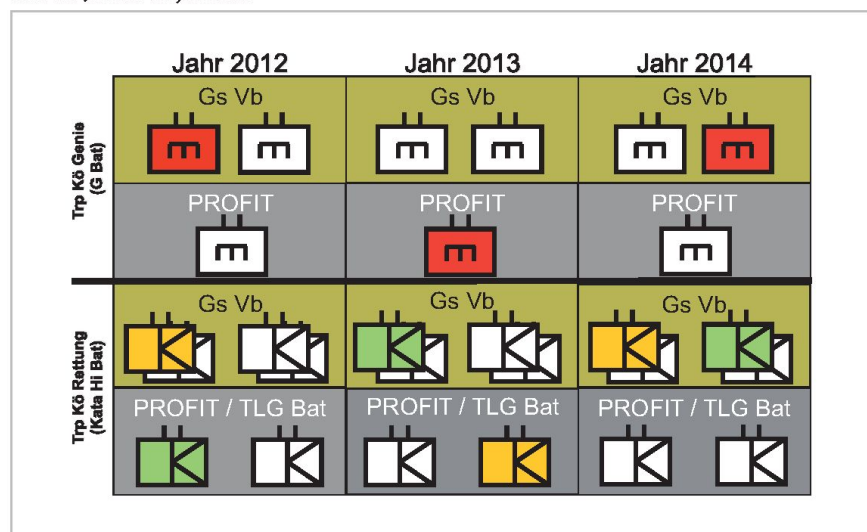 Jahr 2012 Jahr 2013 Jahr 2014
Trp Kö Genie
(G Bat)
Gs Vb Gs Vb Gs Vb
PROFIT PROFIT PROFIT
Trp Kö Rettung
(Kata Hi Bat)
Gs Vb Gs Vb Gs Vb
PROFIT / TLG Bat PROFIT / TLG Bat PROFIT / TLG Bat